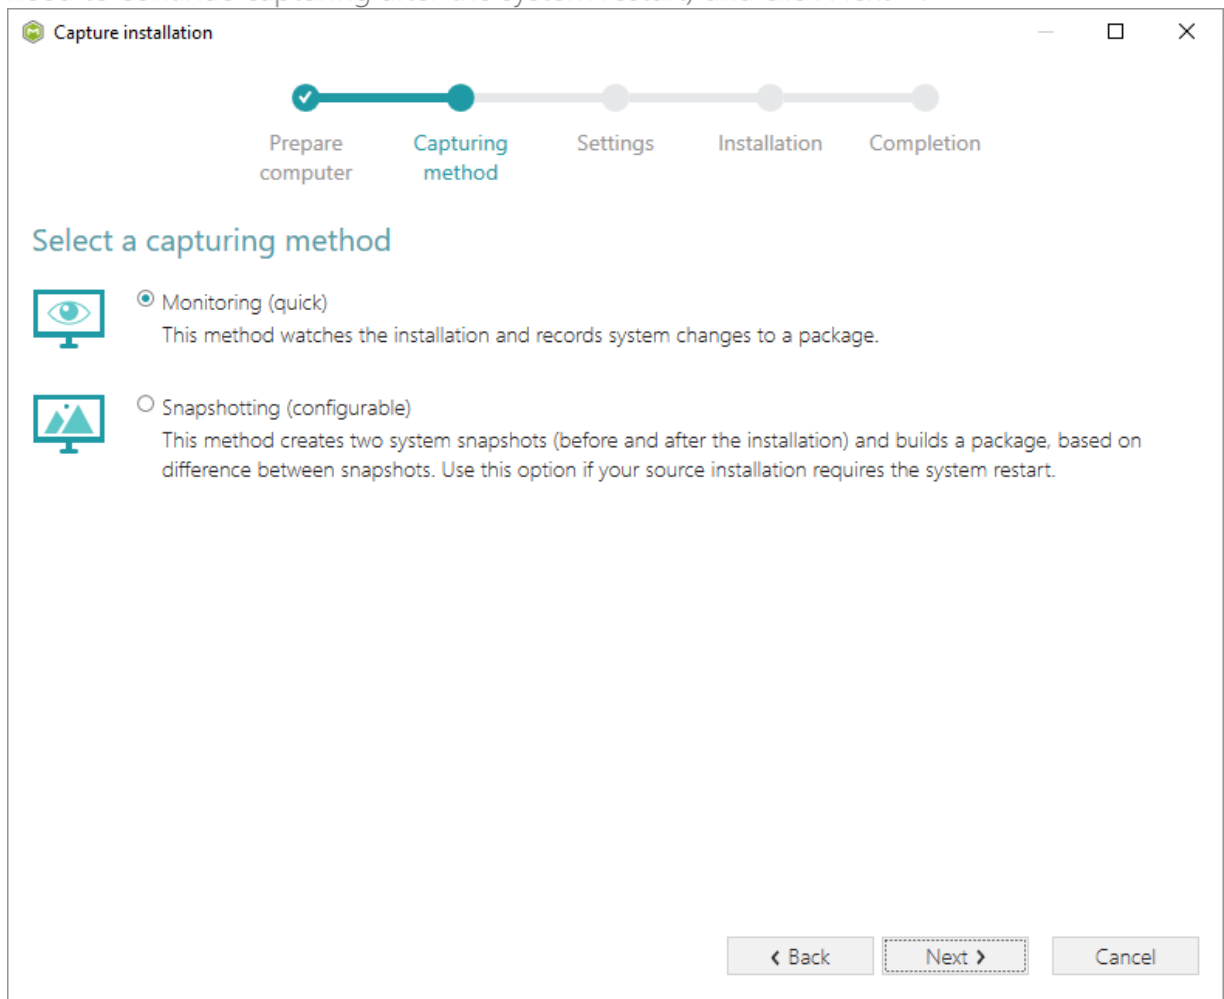 Capture installation
Prepare computer
Capturing method
Settings
Installation
Completion
Select a capturing method
Monitoring (quick)
This method watches the installation and records system changes to a package.
Snapshotting (configurable)
This method creates two system snapshots (before and after the installation) and builds a package, based on
difference between snapshots. Use this option if your source installation requires the system restart.
Back
Next
Cancel